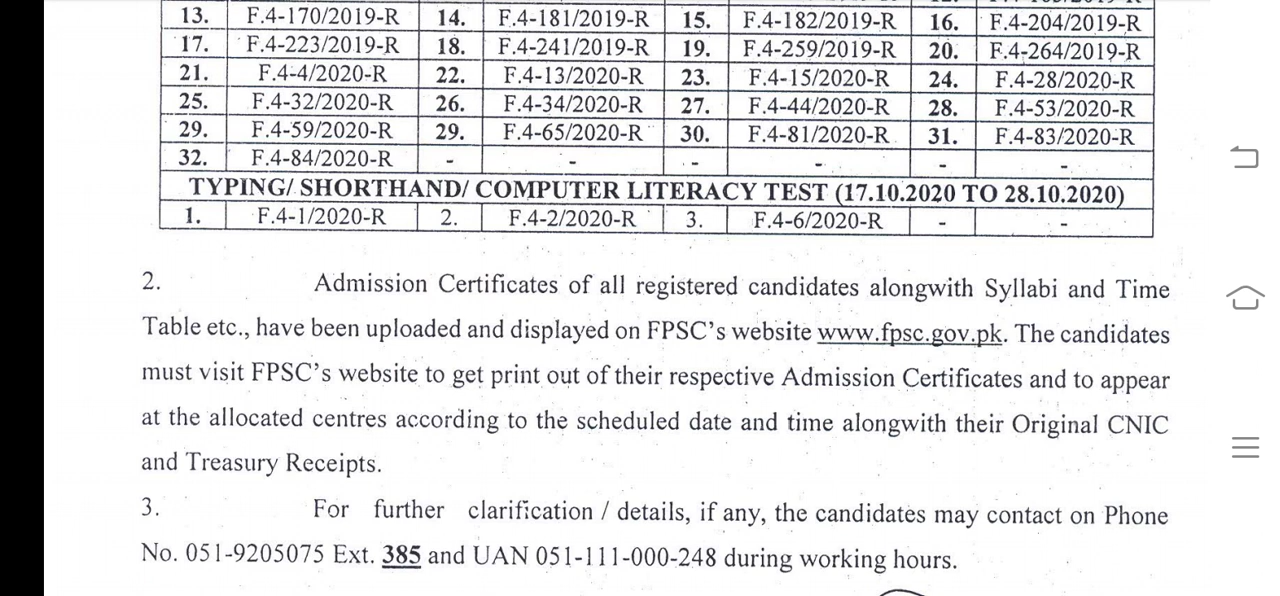 13. F.4-170/2019-R 14. F.4-181/2019-R 15. F.4-182/2019-R 16. F.4-204/2019-R
17. F.4-223/2019-R 18. F.4-241/2019-R 19. F.4-259/2019-R 20. F.4-264/2019-R
21. F.4-4/2020-R 22. F.4-13/2020-R 23. F.4-15/2020-R 24. F.4-28/2020-R
25. F.4-32/2020-R 26. F.4-34/2020-R 27. F.4-44/2020-R 28. F.4-53/2020-R
29. F.4-59/2020-R 29. F.4-65/2020-R 30. F.4-81/2020-R 31. F.4-83/2020-R
32. F.4-84/2020-R - - - - - -
TYPING/ SHORTHAND/ COMPUTER LITERACY TEST (17.10.2020 TO 28.10.2020)
1. F.4-1/2020-R 2. F.4-2/2020-R 3. F.4-6/2020-R - -
2. Admission Certificates of all registered candidates alongwith Syllabi and Time
Table etc., have been uploaded and displayed on FPSC's website www.fpsc.gov.pk. The candidates
must visit FPSC's website to get print out of their respective Admission Certificates and to appear
at the allocated centres according to the scheduled date and time alongwith their Original CNIC
and Treasury Receipts.
3. For further clarification / details, if any, the candidates may contact on Phone
No. 051-9205075 Ext. 385 and UAN 051-111-000-248 during working hours.